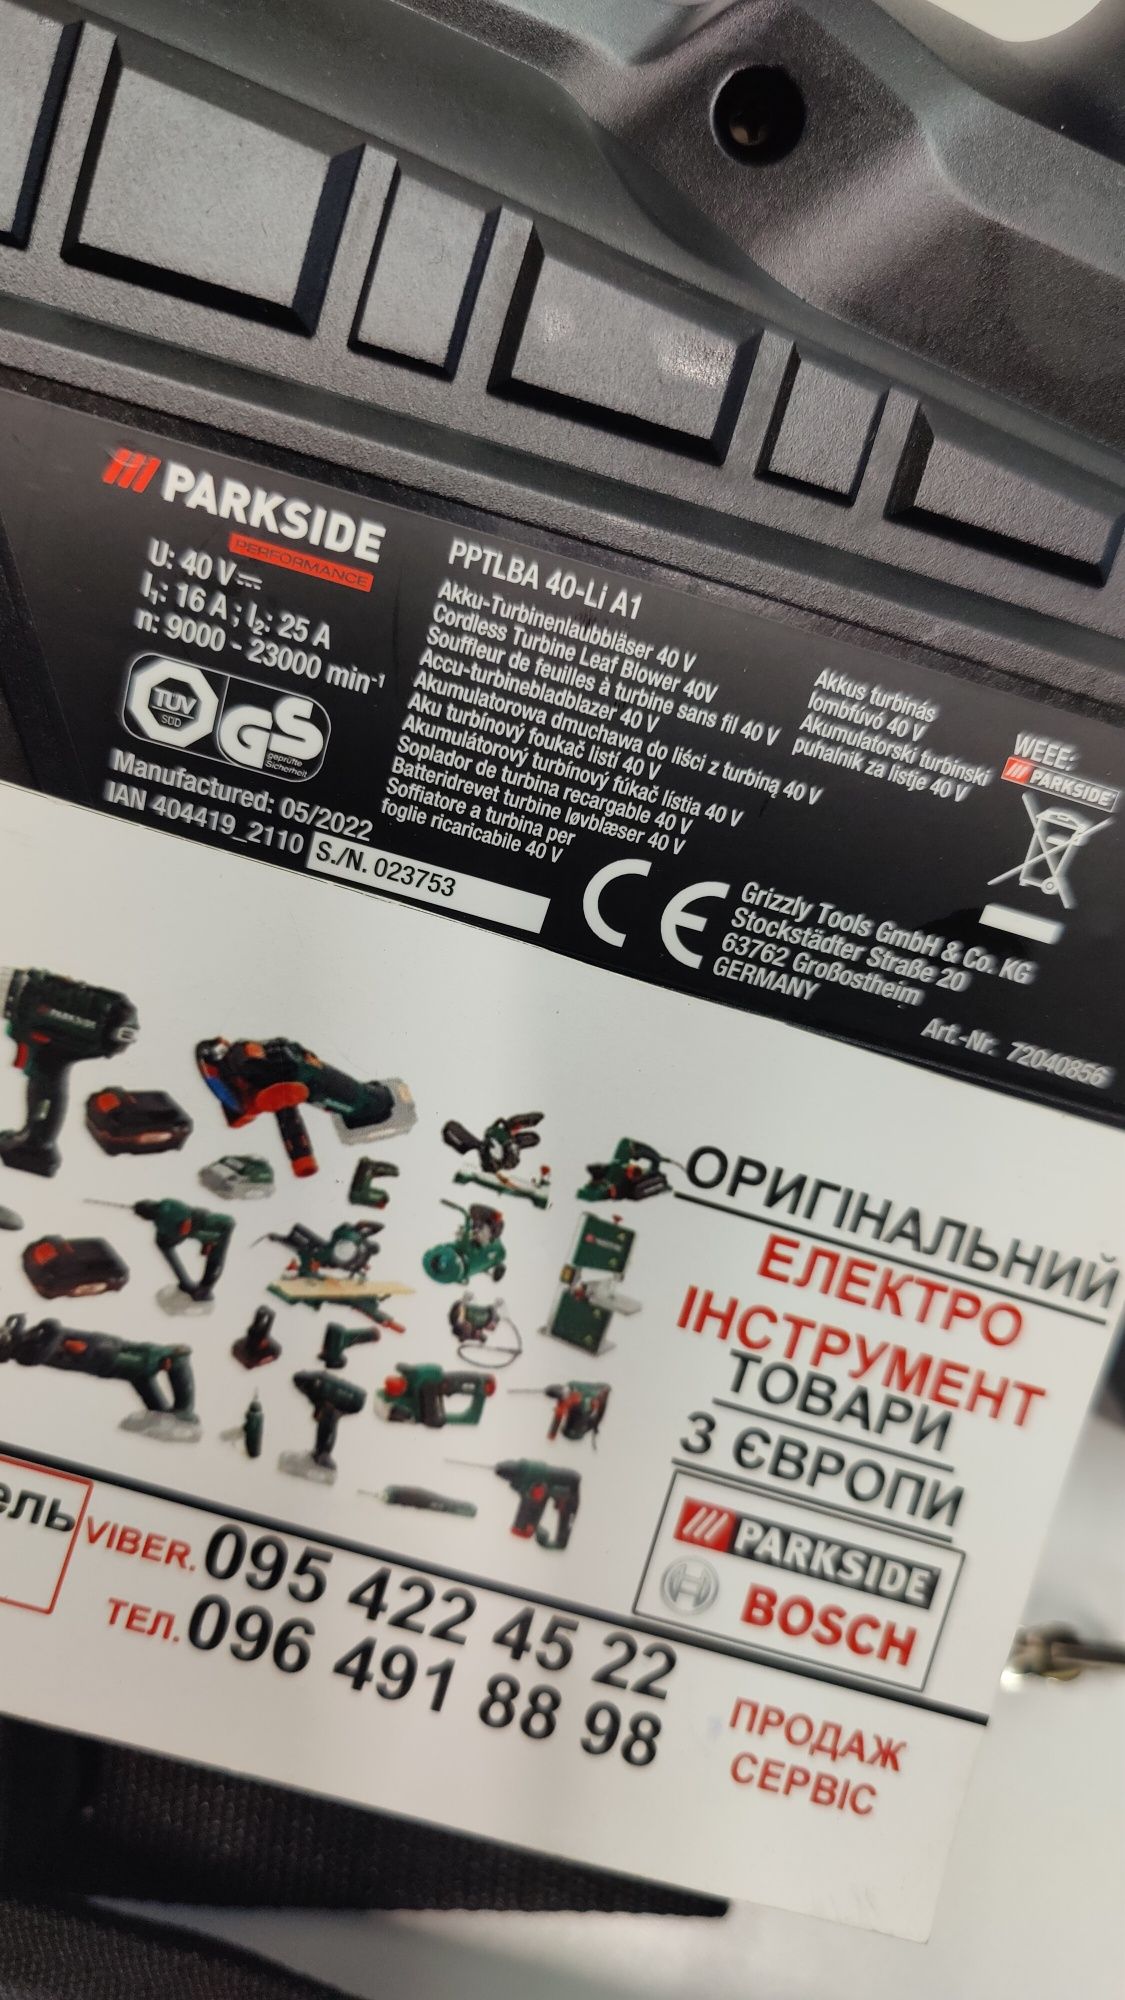 PARKSIDE
PERFORMANCE
U: 40 V
I₁: 16 A ; I₂: 25 A
n: 9000 - 23000 min⁻¹
TÜV
SÜD
GS
geprüfte
Sicherheit
Manufactured: 05/2022
IAN 404419_2110
S./N. 023753
PPTLBA 40-Li A1
Akku-Turbinenlaubbläser 40 V
Cordless Turbine Leaf Blower 40V
Souffleur de feuilles à turbine sans fil 40 V
Accu-turbinebladblazer 40 V
Akumulatorowa dmuchawa do liści z turbiną 40 V
Aku turbínový foukač listí 40 V
Akumulátorový turbínový fúkač lístia 40 V
Soplador de turbina recargable 40 V
Batteridrevet turbine løvblæser 40 V
Soffiatore a turbina per
foglie ricaricabile 40 V
Akkus turbinás
lombfúvó 40 V
Akumulatorski turbinski
puhalnik za listje 40 V
WEEE:
PARKSIDE
CE
Grizzly Tools GmbH & Co. KG
Stockstädter Straße 20
63762 Großostheim
GERMANY
Art.-Nr. 72040856
ОРИГІНАЛЬНИЙ
ЕЛЕКТРО
ІНСТРУМЕНТ
ТОВАРИ
З ЄВРОПИ
PARKSIDE
BOSCH
ель
VIBER. 095 422 45 22
ТЕЛ. 096 491 88 98
ПРОДАЖ
СЕРВІС